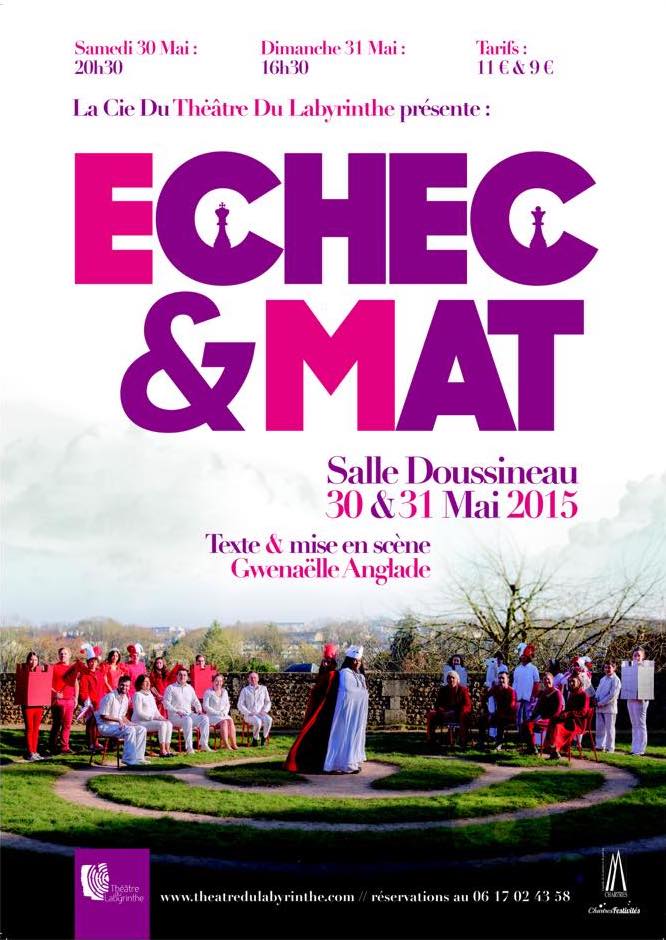 Samedi 30 Mai :
20h30
Dimanche 31 Mai :
16h30
Tarifs :
11 € & 9 €
La Cie Du Théâtre Du Labyrinthe présente :
ECHEC
& MAT
Salle Doussineau
30 & 31 Mai 2015
Texte & mise en scène
Gwenaëlle Anglade
Théâtre
du
Labyrinthe
www.theatredulabyrinthe.com // réservations au 06 17 02 43 58
CHARTRES
ChartresFestivités